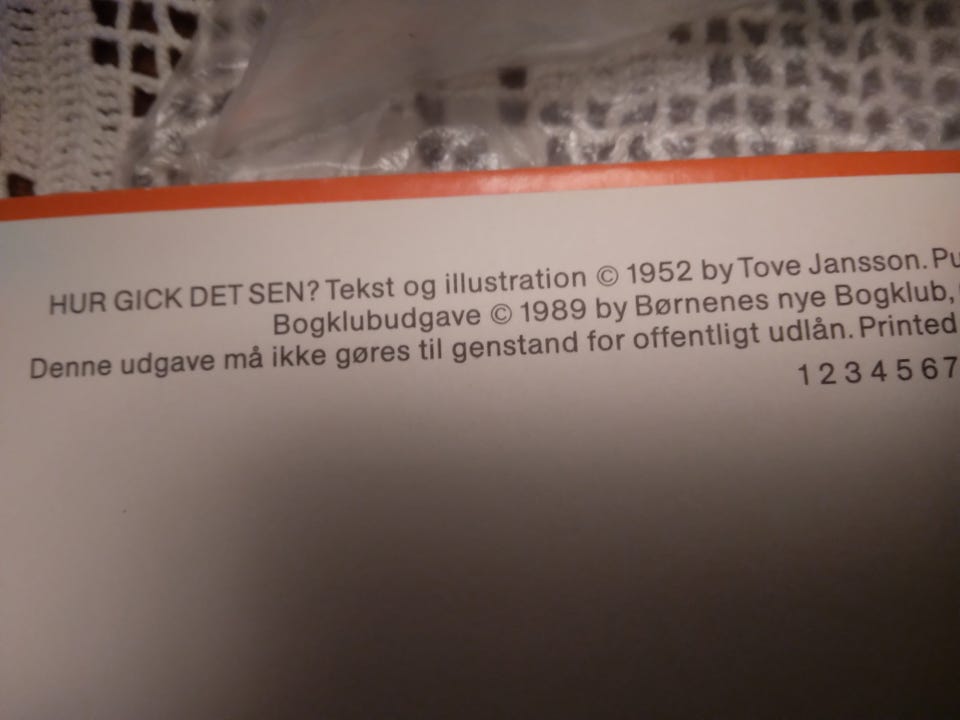 HUR GICK DET SEN? Tekst og illustration © 1952 by Tove Jansson.
Bogklubudgave © 1989 by Børnenes nye Bogklub,
Denne udgave må ikke gøres til genstand for offentligt udlån. Printed
1 2 3 4 5 6 7